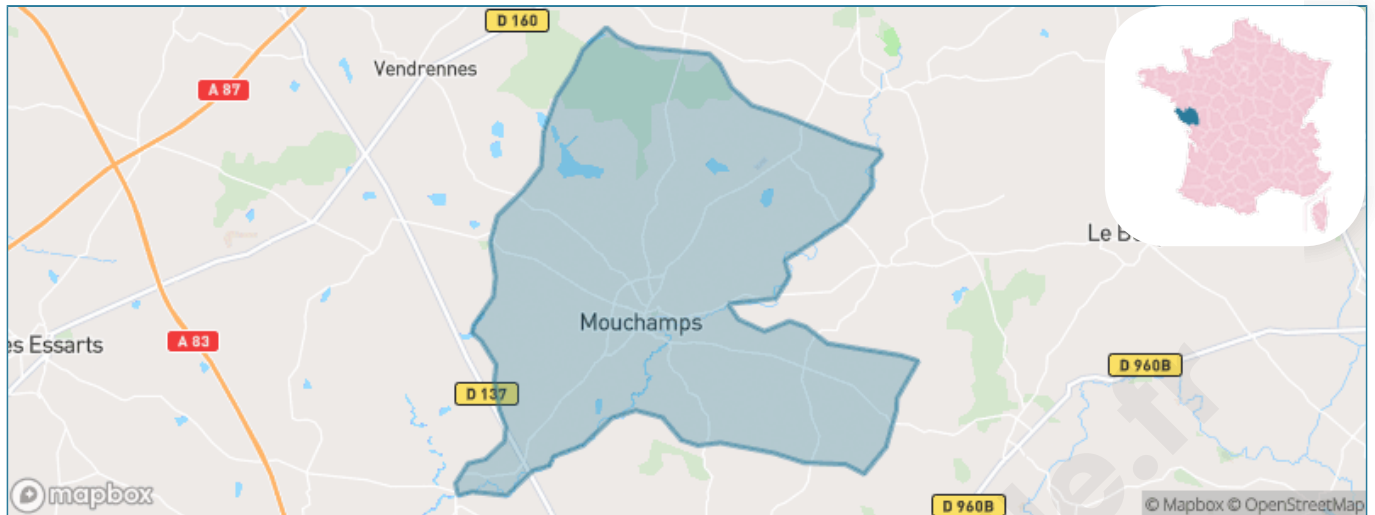 D 160
Vendrennes
A 87
Le B
Mouchamps
es Essarts
A 83
D 960B
D 137
D 960B
mapbox
© Mapbox © OpenStreetMap